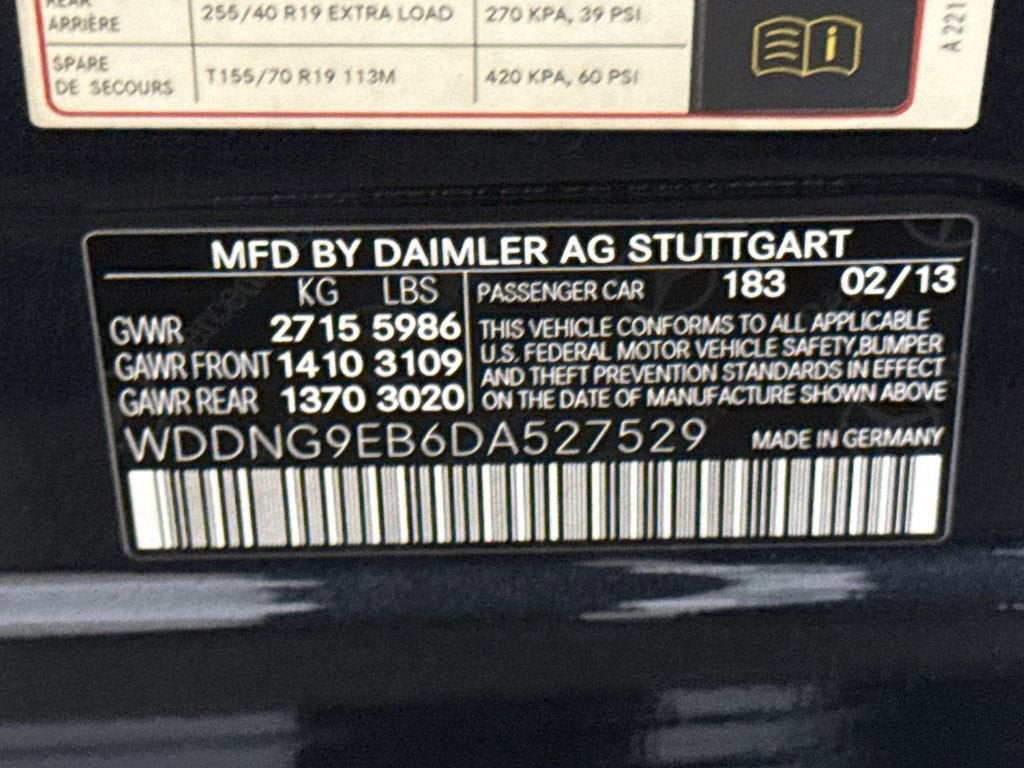 REAR
ARRIÈRE
255/40 R19 EXTRA LOAD
270 KPA, 39 PSI
SPARE
DE SECOURS
T155/70 R19 113M
420 KPA, 60 PSI
i
A 221
MFD BY DAIMLER AG STUTTGART
KG LBS
GVWR 2715 5986
GAWR FRONT 1410 3109
GAWR REAR 1370 3020
PASSENGER CAR 183 02/13
THIS VEHICLE CONFORMS TO ALL APPLICABLE
U.S. FEDERAL MOTOR VEHICLE SAFETY,BUMPER
AND THEFT PREVENTION STANDARDS IN EFFECT
ON THE DATE OF MANUFACTURE SHOWN ABOVE
WDDNG9EB6DA527529
MADE IN GERMANY